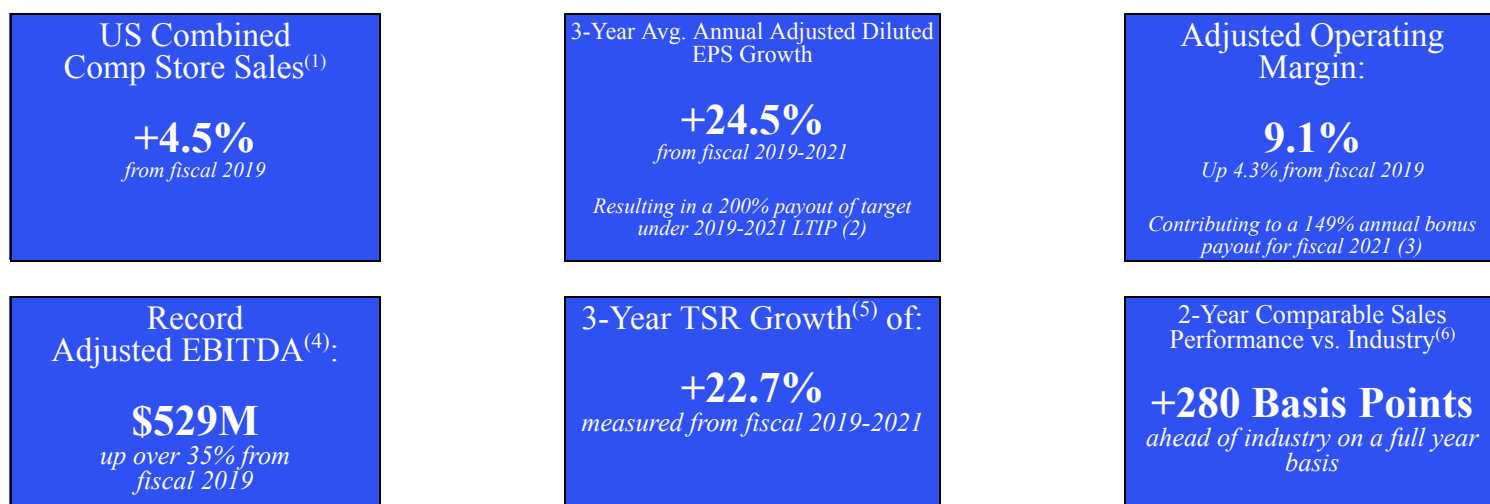 US Combined
Comp Store Sales(1)
+4.5%
from fiscal 2019
3-Year Avg. Annual Adjusted Diluted
EPS Growth
+24.5%
from fiscal 2019-2021
Resulting in a 200% payout of target
under 2019-2021 LTIP (2)
Adjusted Operating
Margin:
9.1%
Up 4.3% from fiscal 2019
Contributing to a 149% annual bonus
payout for fiscal 2021 (3)
Record
Adjusted EBITDA(4):
$529M
up over 35% from
fiscal 2019
3-Year TSR Growth(5) of:
+22.7%
measured from fiscal 2019-2021
2-Year Comparable Sales
Performance vs. Industry(6)
+280 Basis Points
ahead of industry on a full year
basis